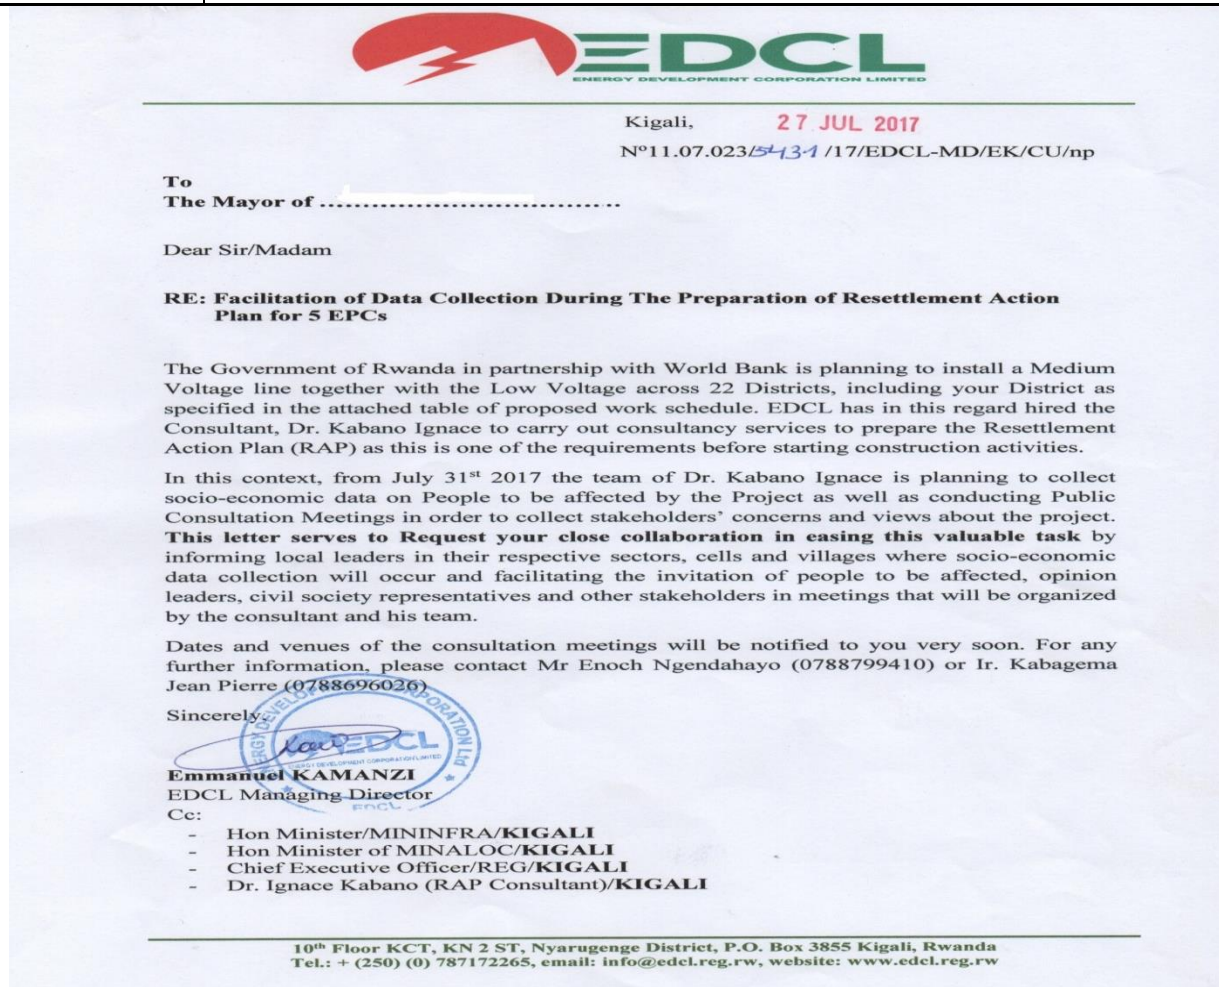 EDCL
ENERGY DEVELOPMENT CORPORATION LIMITED
Kigali, 27 JUL 2017
Nº11.07.023/5431 /17/EDCL-MD/EK/CU/np
To
The Mayor of ……………………………….
Dear Sir/Madam
RE: Facilitation of Data Collection During The Preparation of Resettlement Action
Plan for 5 EPCs
The Government of Rwanda in partnership with World Bank is planning to install a Medium
Voltage line together with the Low Voltage across 22 Districts, including your District as
specified in the attached table of proposed work schedule. EDCL has in this regard hired the
Consultant, Dr. Kabano Ignace to carry out consultancy services to prepare the Resettlement
Action Plan (RAP) as this is one of the requirements before starting construction activities.
In this context, from July 31st 2017 the team of Dr. Kabano Ignace is planning to collect
socio-economic data on People to be affected by the Project as well as conducting Public
Consultation Meetings in order to collect stakeholders' concerns and views about the project.
This letter serves to Request your close collaboration in easing this valuable task by
informing local leaders in their respective sectors, cells and villages where socio-economic
data collection will occur and facilitating the invitation of people to be affected, opinion
leaders, civil society representatives and other stakeholders in meetings that will be organized
by the consultant and his team.
Dates and venues of the consultation meetings will be notified to you very soon. For any
further information, please contact Mr Enoch Ngendahayo (0788799410) or Ir. Kabagema
Jean Pierre (0788696026)
Sincerely,
ENERGY DEVELOPMENT CORPORATION Ltd
EDCL
ENERGY DEVELOPMENT CORPORATION LIMITED
EDCL
Emmanuel KAMANZI
EDCL Managing Director
Cc:
- Hon Minister/MININFRA/KIGALI
- Hon Minister of MINALOC/KIGALI
- Chief Executive Officer/REG/KIGALI
- Dr. Ignace Kabano (RAP Consultant)/KIGALI
10th Floor KCT, KN 2 ST, Nyarugenge District, P.O. Box 3855 Kigali, Rwanda
Tel.: + (250) (0) 787172265, email: info@edcl.reg.rw, website: www.edcl.reg.rw